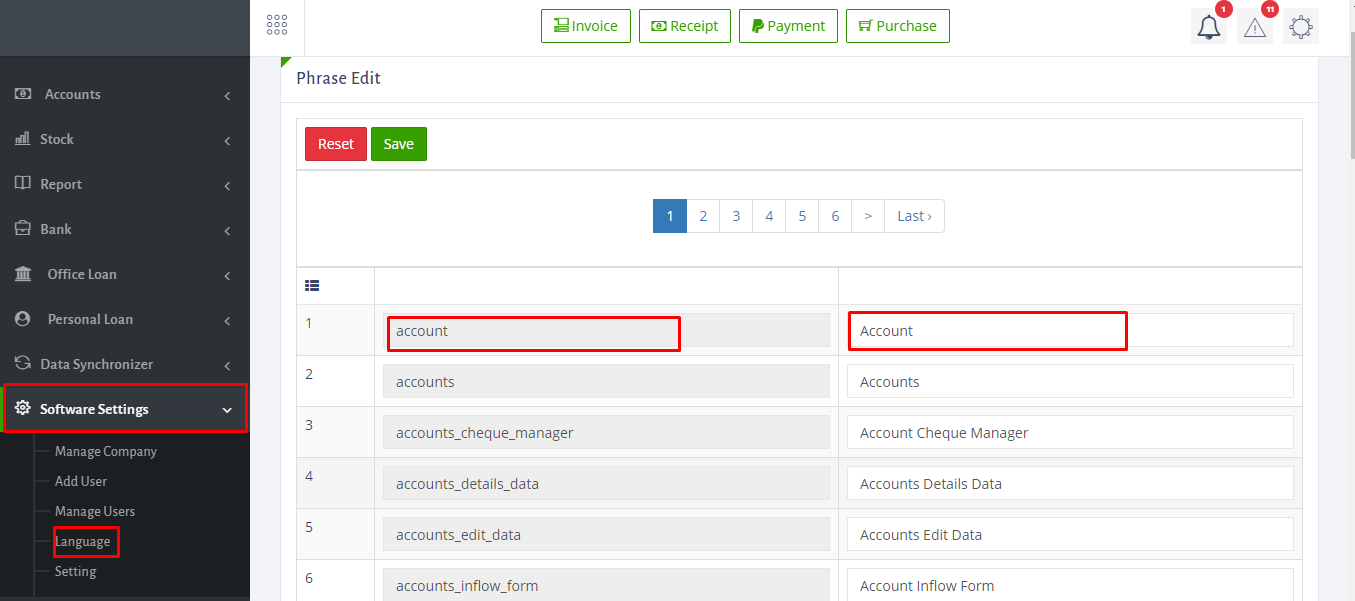 Invoice
Receipt
Payment
Purchase
1
11
Accounts
Stock
Report
Bank
Office Loan
Personal Loan
Data Synchronizer
Software Settings
Manage Company
Add User
Manage Users
Language
Setting
Phrase Edit
Reset Save
1 2 3 4 5 6 > Last ›
1 account Account
2 accounts Accounts
3 accounts_cheque_manager Account Cheque Manager
4 accounts_details_data Accounts Details Data
5 accounts_edit_data Accounts Edit Data
6 accounts_inflow_form Account Inflow Form